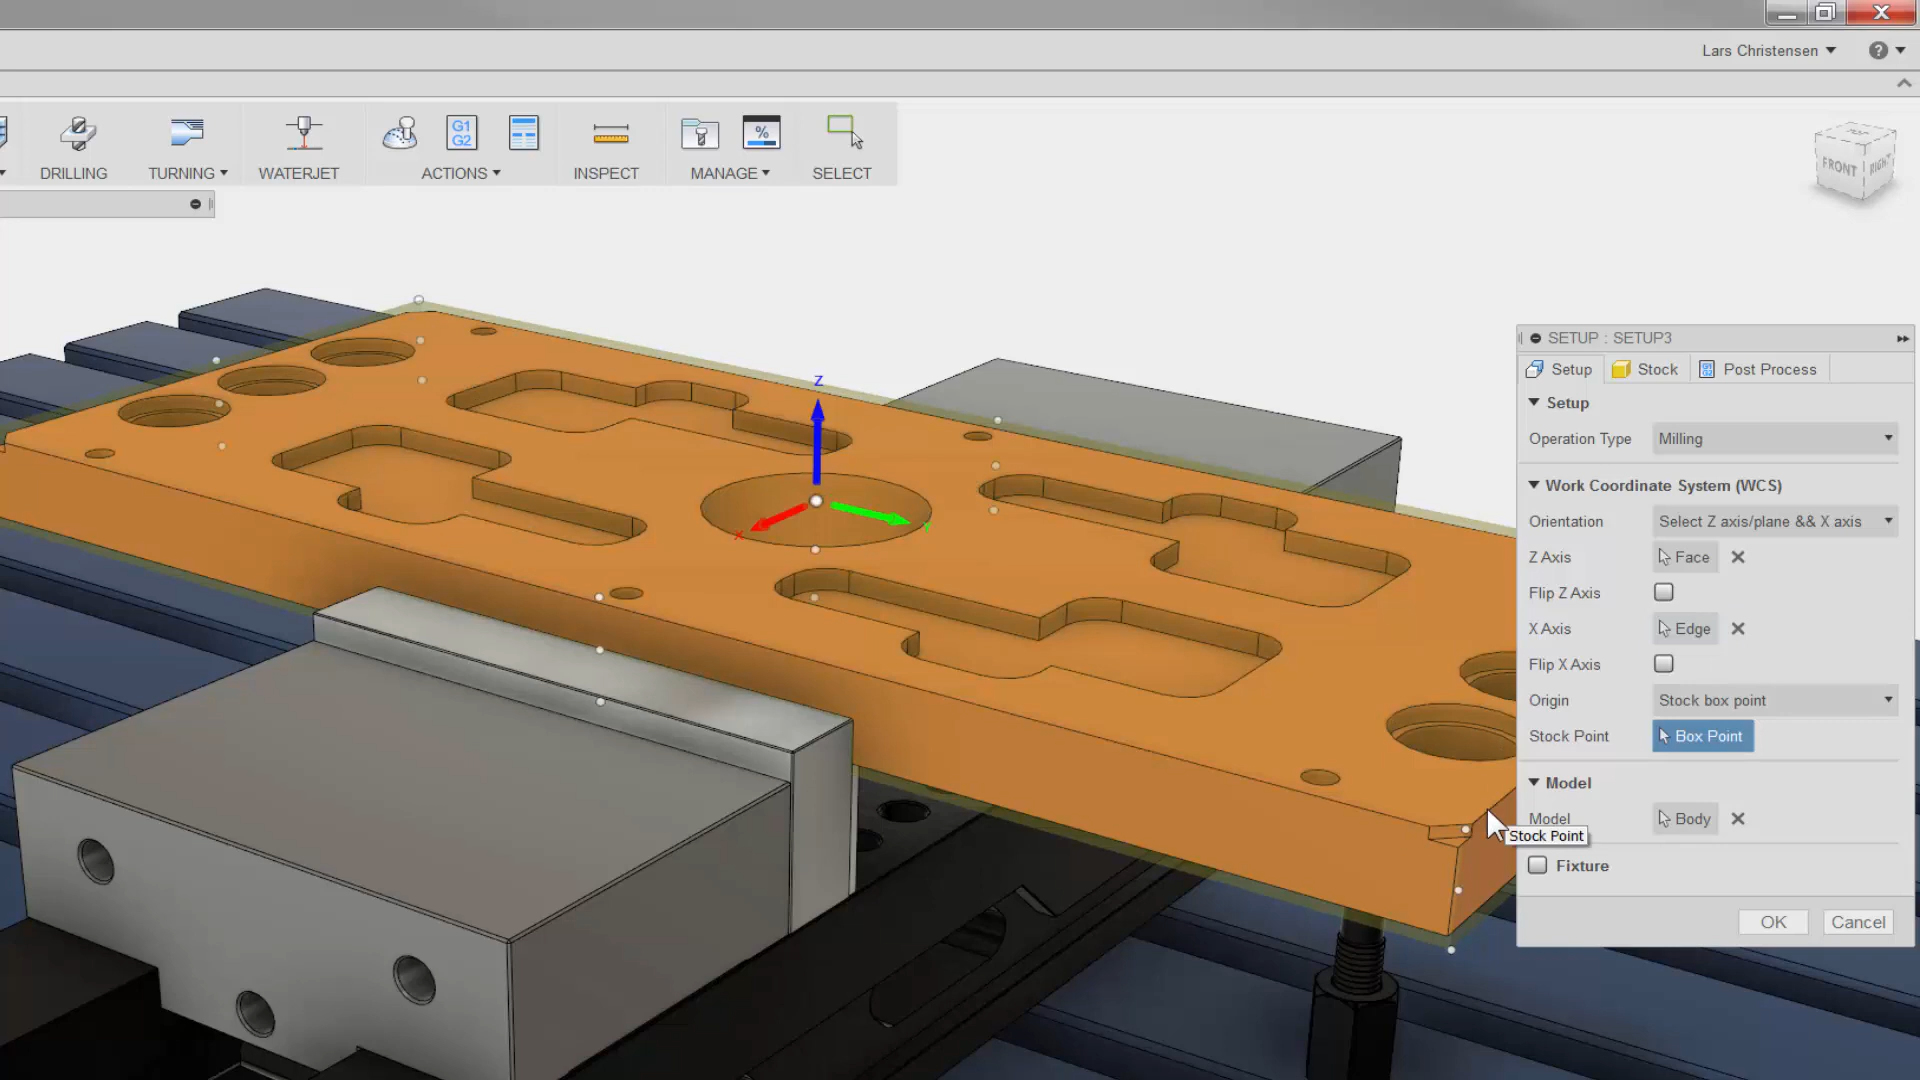 Lars Christensen
?
G1
G2
%
DRILLING
TURNING
WATERJET
ACTIONS
INSPECT
MANAGE
SELECT
TOP
FRONT
RIGHT
Z
X
Y
SETUP : SETUP3
Setup
Stock
Post Process
Setup
Operation Type
Milling
Work Coordinate System (WCS)
Orientation
Select Z axis/plane && X axis
Z Axis
Face
Flip Z Axis
X Axis
Edge
Flip X Axis
Origin
Stock box point
Stock Point
Box Point
Model
Model
Body
Stock Point
Fixture
OK
Cancel